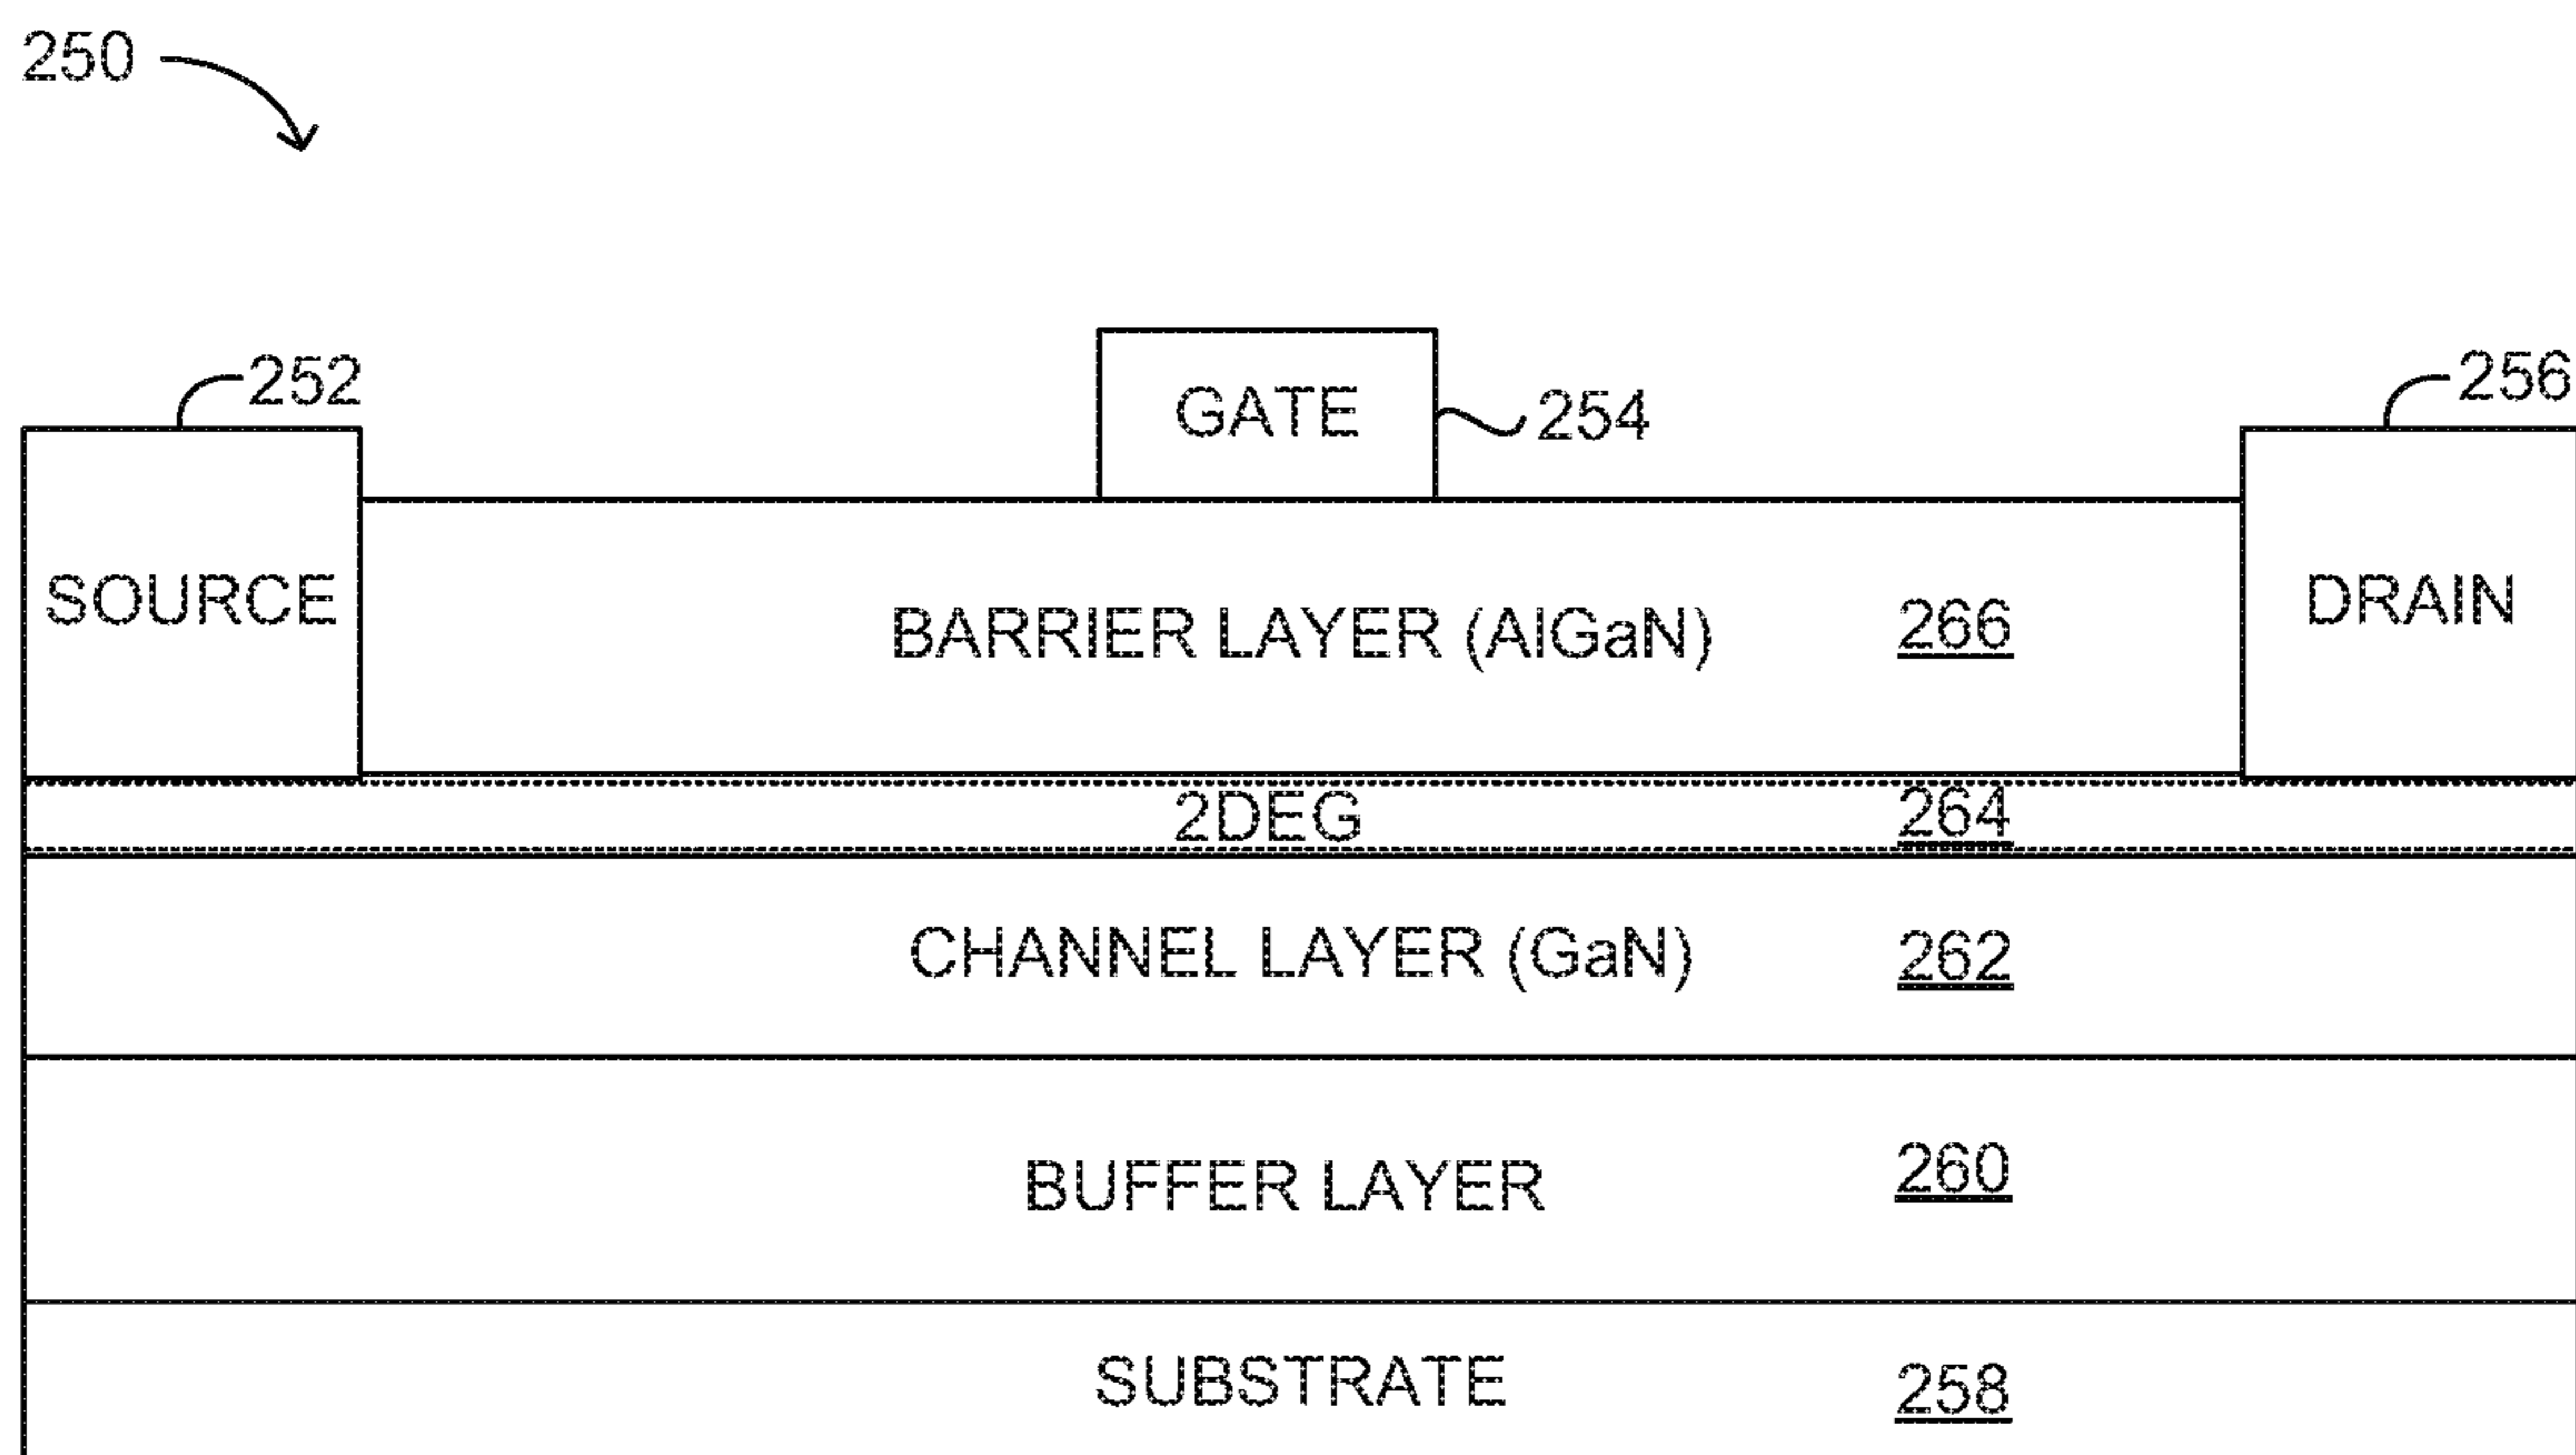 250
252
256
GATE
254
SOURCE
DRAIN
BARRIER LAYER (AlGaN) 266
2DEG 264
CHANNEL LAYER (GaN) 262
BUFFER LAYER 260
SUBSTRATE 258